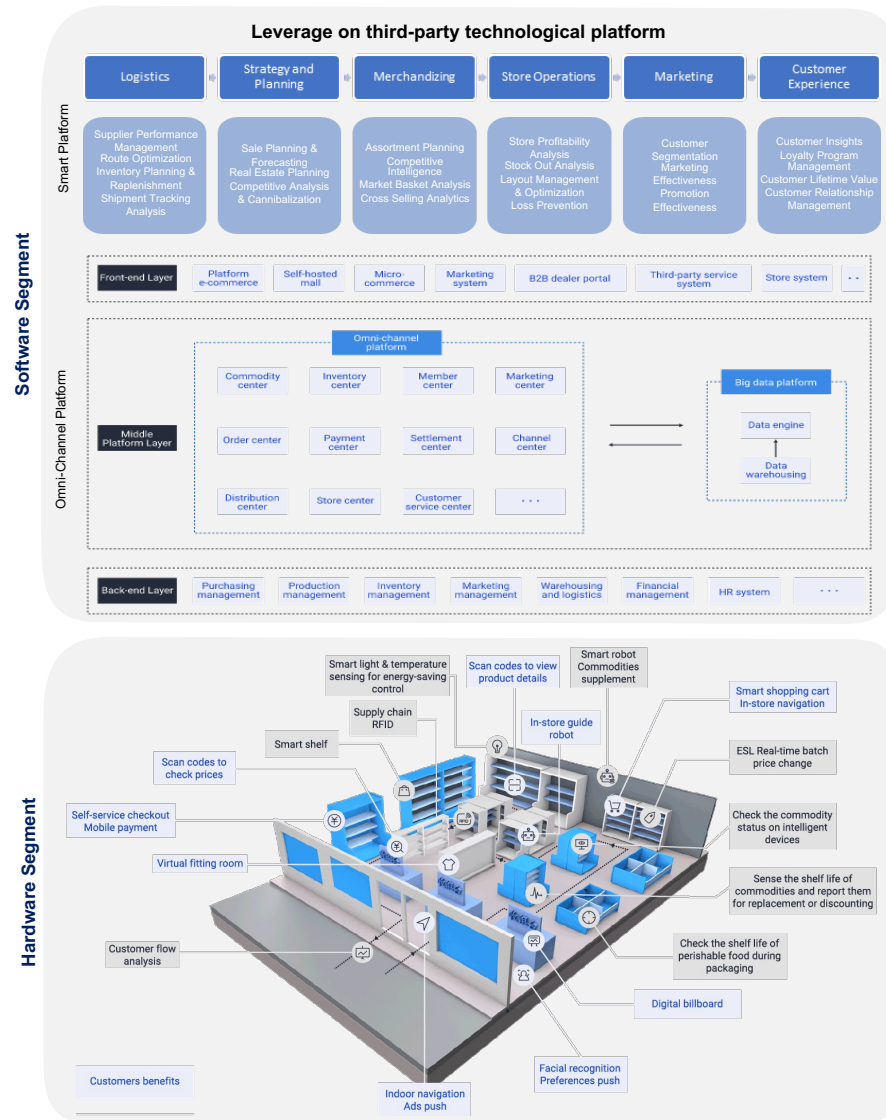 Leverage on third-party technological platform
Software Segment
Smart Platform
Logistics
Strategy and
Planning
Merchandizing
Store Operations
Marketing
Customer
Experience
Supplier Performance
Management
Route Optimization
Inventory Planning &
Replenishment
Shipment Tracking
Analysis
Sale Planning &
Forecasting
Real Estate Planning
Competitive Analysis
& Cannibalization
Assortment Planning
Competitive
Intelligence
Market Basket Analysis
Cross Selling Analytics
Store Profitability
Analysis
Stock Out Analysis
Layout Management
& Optimization
Loss Prevention
Customer
Segmentation
Marketing
Effectiveness
Promotion
Effectiveness
Customer Insights
Loyalty Program
Management
Customer Lifetime Value
Customer Relationship
Management
Omni-Channel Platform
Front-end Layer
Platform
e-commerce
Self-hosted
mall
Micro-
commerce
Marketing
system
B2B dealer portal
Third-party service
system
Store system
· ·
Middle
Platform Layer
Omni-channel
platform
Commodity
center
Inventory
center
Member
center
Marketing
center
Order center
Payment
center
Settlement
center
Channel
center
Distribution
center
Store center
Customer
service center
· · ·
Big data platform
Data engine
Data
warehousing
Back-end Layer
Purchasing
management
Production
management
Inventory
management
Marketing
management
Warehousing
and logistics
Financial
management
HR system
· · ·
Hardware Segment
Smart light & temperature
sensing for energy-saving
control
Scan codes to view
product details
Smart robot
Commodities
supplement
Smart shopping cart
In-store navigation
Supply chain
RFID
In-store guide
robot
Smart shelf
ESL Real-time batch
price change
Scan codes to
check prices
Self-service checkout
Mobile payment
Check the commodity
status on intelligent
devices
Virtual fitting room
Sense the shelf life of
commodities and report them
for replacement or discounting
Customer flow
analysis
Check the shelf life of
perishable food during
packaging
Digital billboard
Facial recognition
Preferences push
Indoor navigation
Ads push
Customers benefits